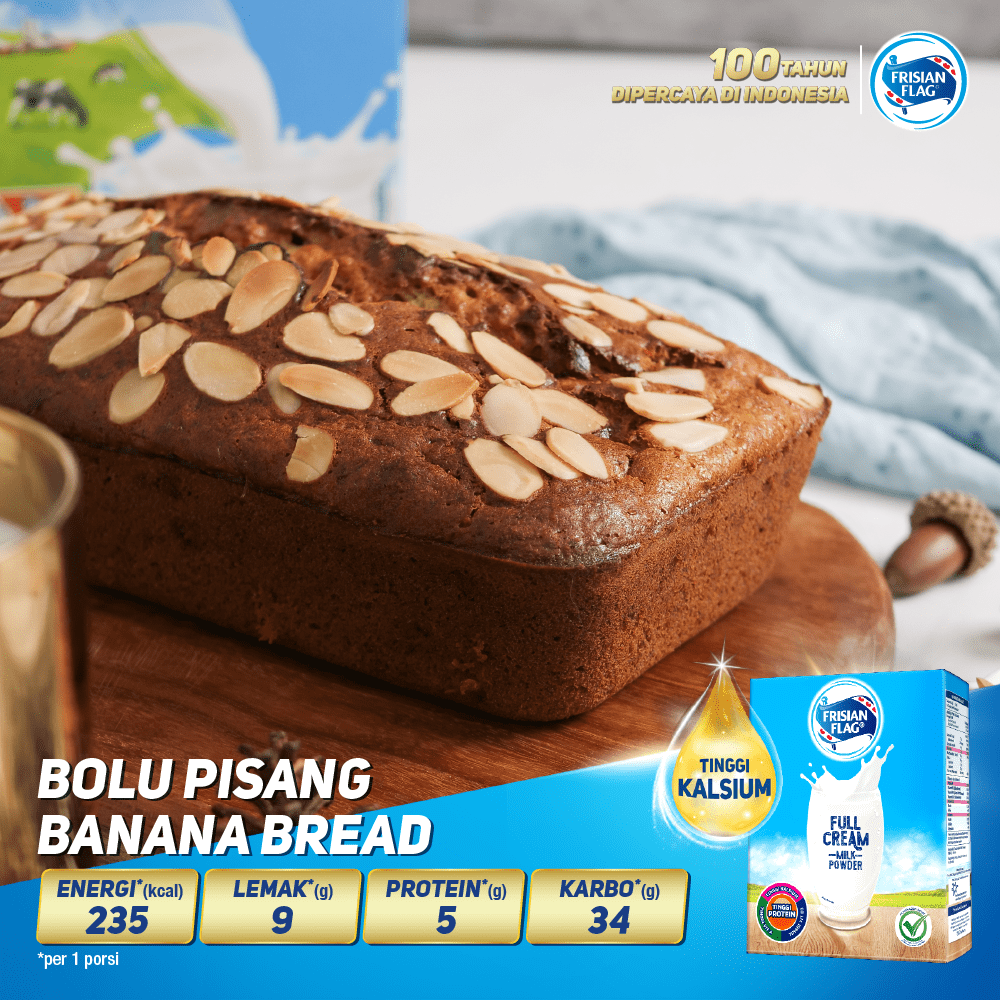 100 TAHUN
DIPERCAYA DI INDONESIA
FRISIAN
FLAG
TINGGI
KALSIUM
FRISIAN
FLAG®
FULL
CREAM
MILK
POWDER
TINGGI
PROTEIN
BOLU PISANG
BANANA BREAD
ENERGI*(kcal)
235
LEMAK*(g)
9
PROTEIN*(g)
5
KARBO*(g)
34
*per 1 porsi